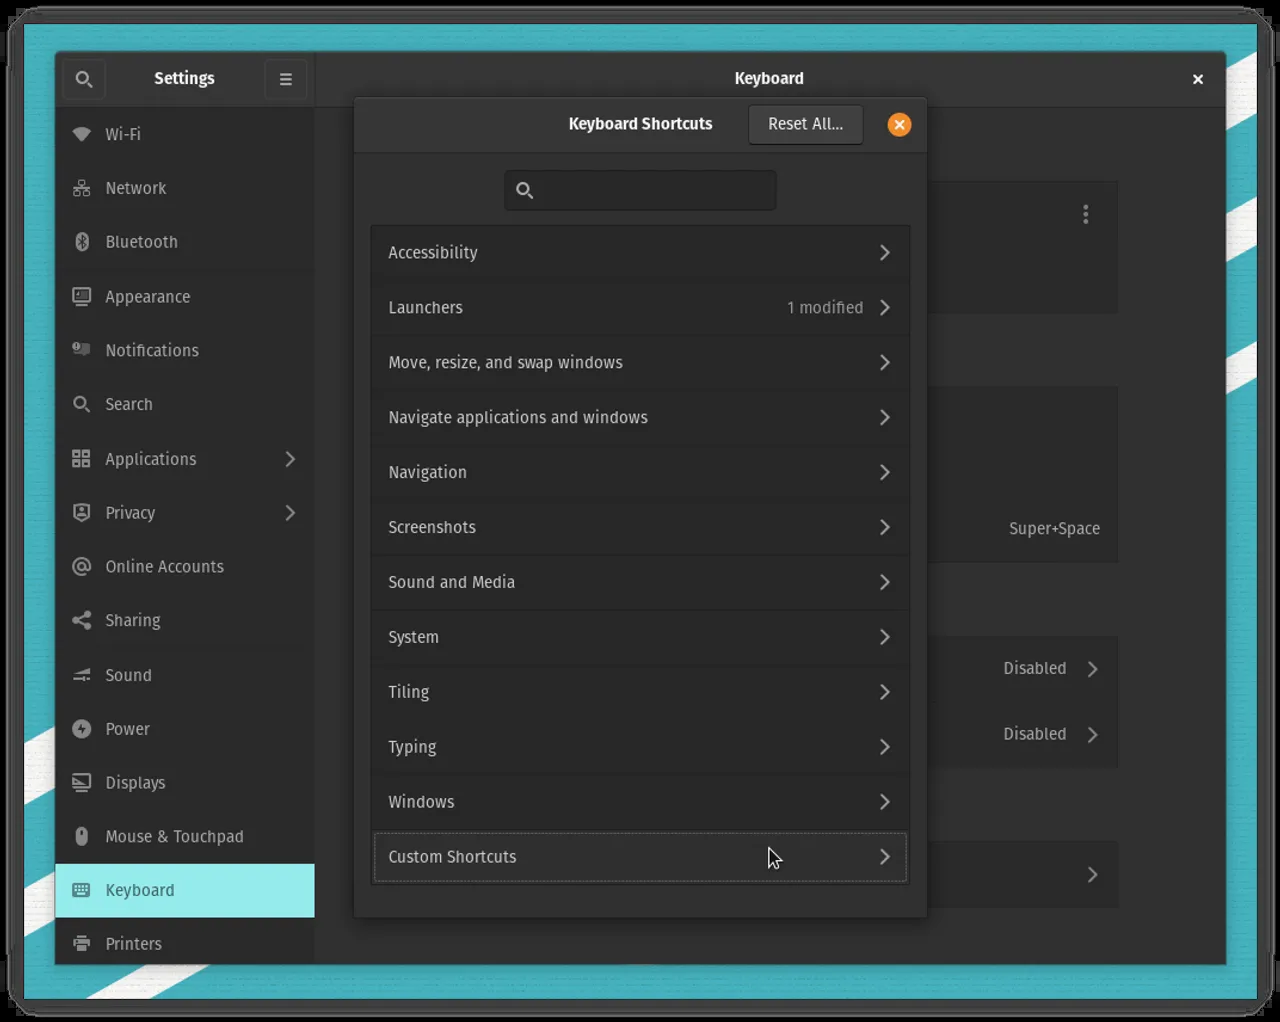 Settings
Keyboard
Wi-Fi
Network
Bluetooth
Appearance
Notifications
Search
Applications
Privacy
Online Accounts
Sharing
Sound
Power
Displays
Mouse & Touchpad
Keyboard
Printers
Keyboard Shortcuts
Reset All...
Accessibility
Launchers 1 modified
Move, resize, and swap windows
Navigate applications and windows
Navigation
Screenshots
Sound and Media
System
Tiling
Typing
Windows
Custom Shortcuts
Super+Space
Disabled
Disabled